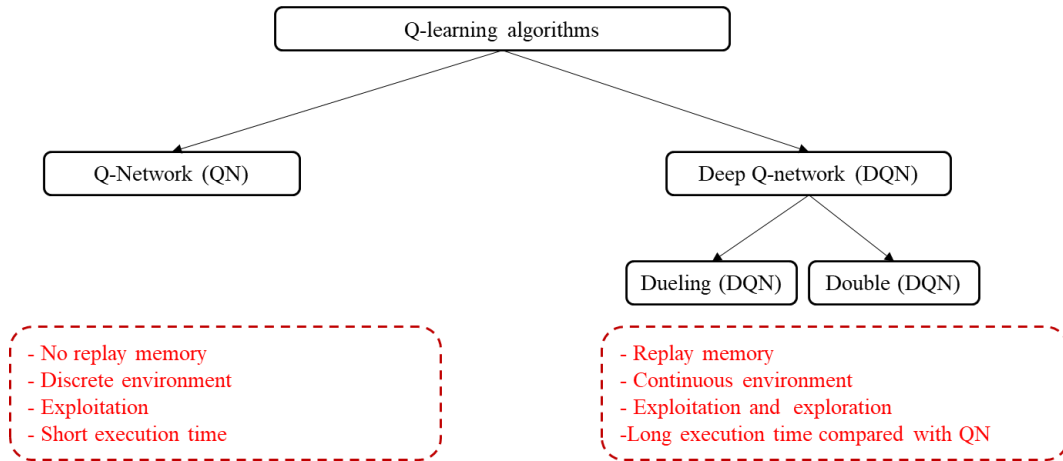 Q-learning algorithms
Q-Network (QN)
Deep Q-network (DQN)
Dueling (DQN)
Double (DQN)
- No replay memory
- Discrete environment
- Exploitation
- Short execution time
- Replay memory
- Continuous environment
- Exploitation and exploration
-Long execution time compared with QN